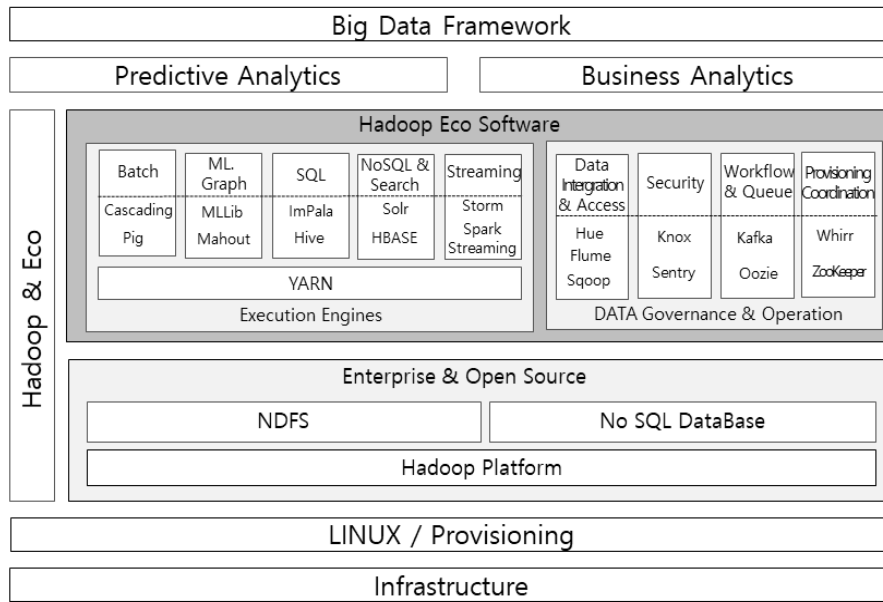 Big Data Framework
Predictive Analytics
Business Analytics
Hadoop & Eco
Hadoop Eco Software
Batch
Cascading
Pig
ML.
Graph
MLLib
Mahout
SQL
ImPala
Hive
NoSQL &
Search
Solr
HBASE
Streaming
Storm
Spark
Streaming
YARN
Execution Engines
Data
Intergration
& Access
Hue
Flume
Sqoop
Security
Knox
Sentry
Workflow
& Queue
Kafka
Oozie
Provisioning
Coordination
Whirr
ZooKeeper
DATA Governance & Operation
Enterprise & Open Source
NDFS
No SQL DataBase
Hadoop Platform
LINUX / Provisioning
Infrastructure